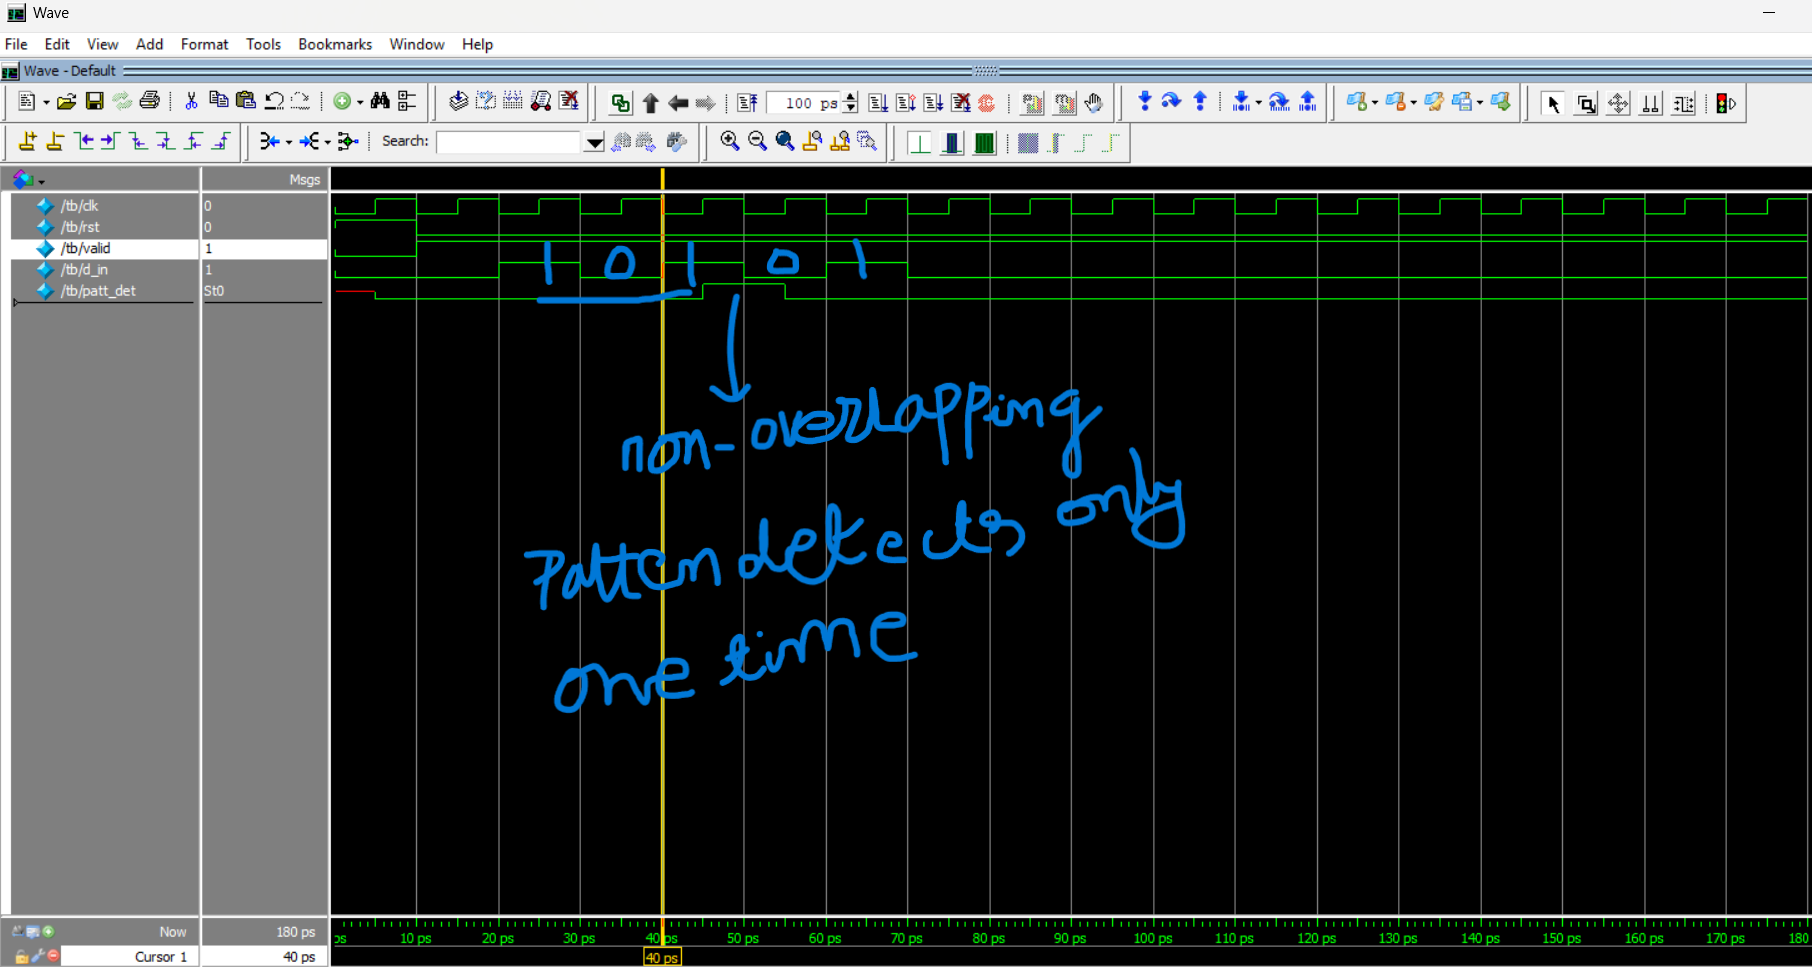 Wave
File Edit View Add Format Tools Bookmarks Window Help
Wave - Default
100 ps
Search:
Msgs
/tb/clk 0
/tb/rst 0
/tb/valid 1
/tb/d_in 1
/tb/patt_det St0
1 0 1 0 1
non-overlapping
Pattern detects only
one time
Now 180 ps
ps 10 ps 20 ps 30 ps 40 ps 50 ps 60 ps 70 ps 80 ps 90 ps 100 ps 110 ps 120 ps 130 ps 140 ps 150 ps 160 ps 170 ps 180
Cursor 1 40 ps 40 ps